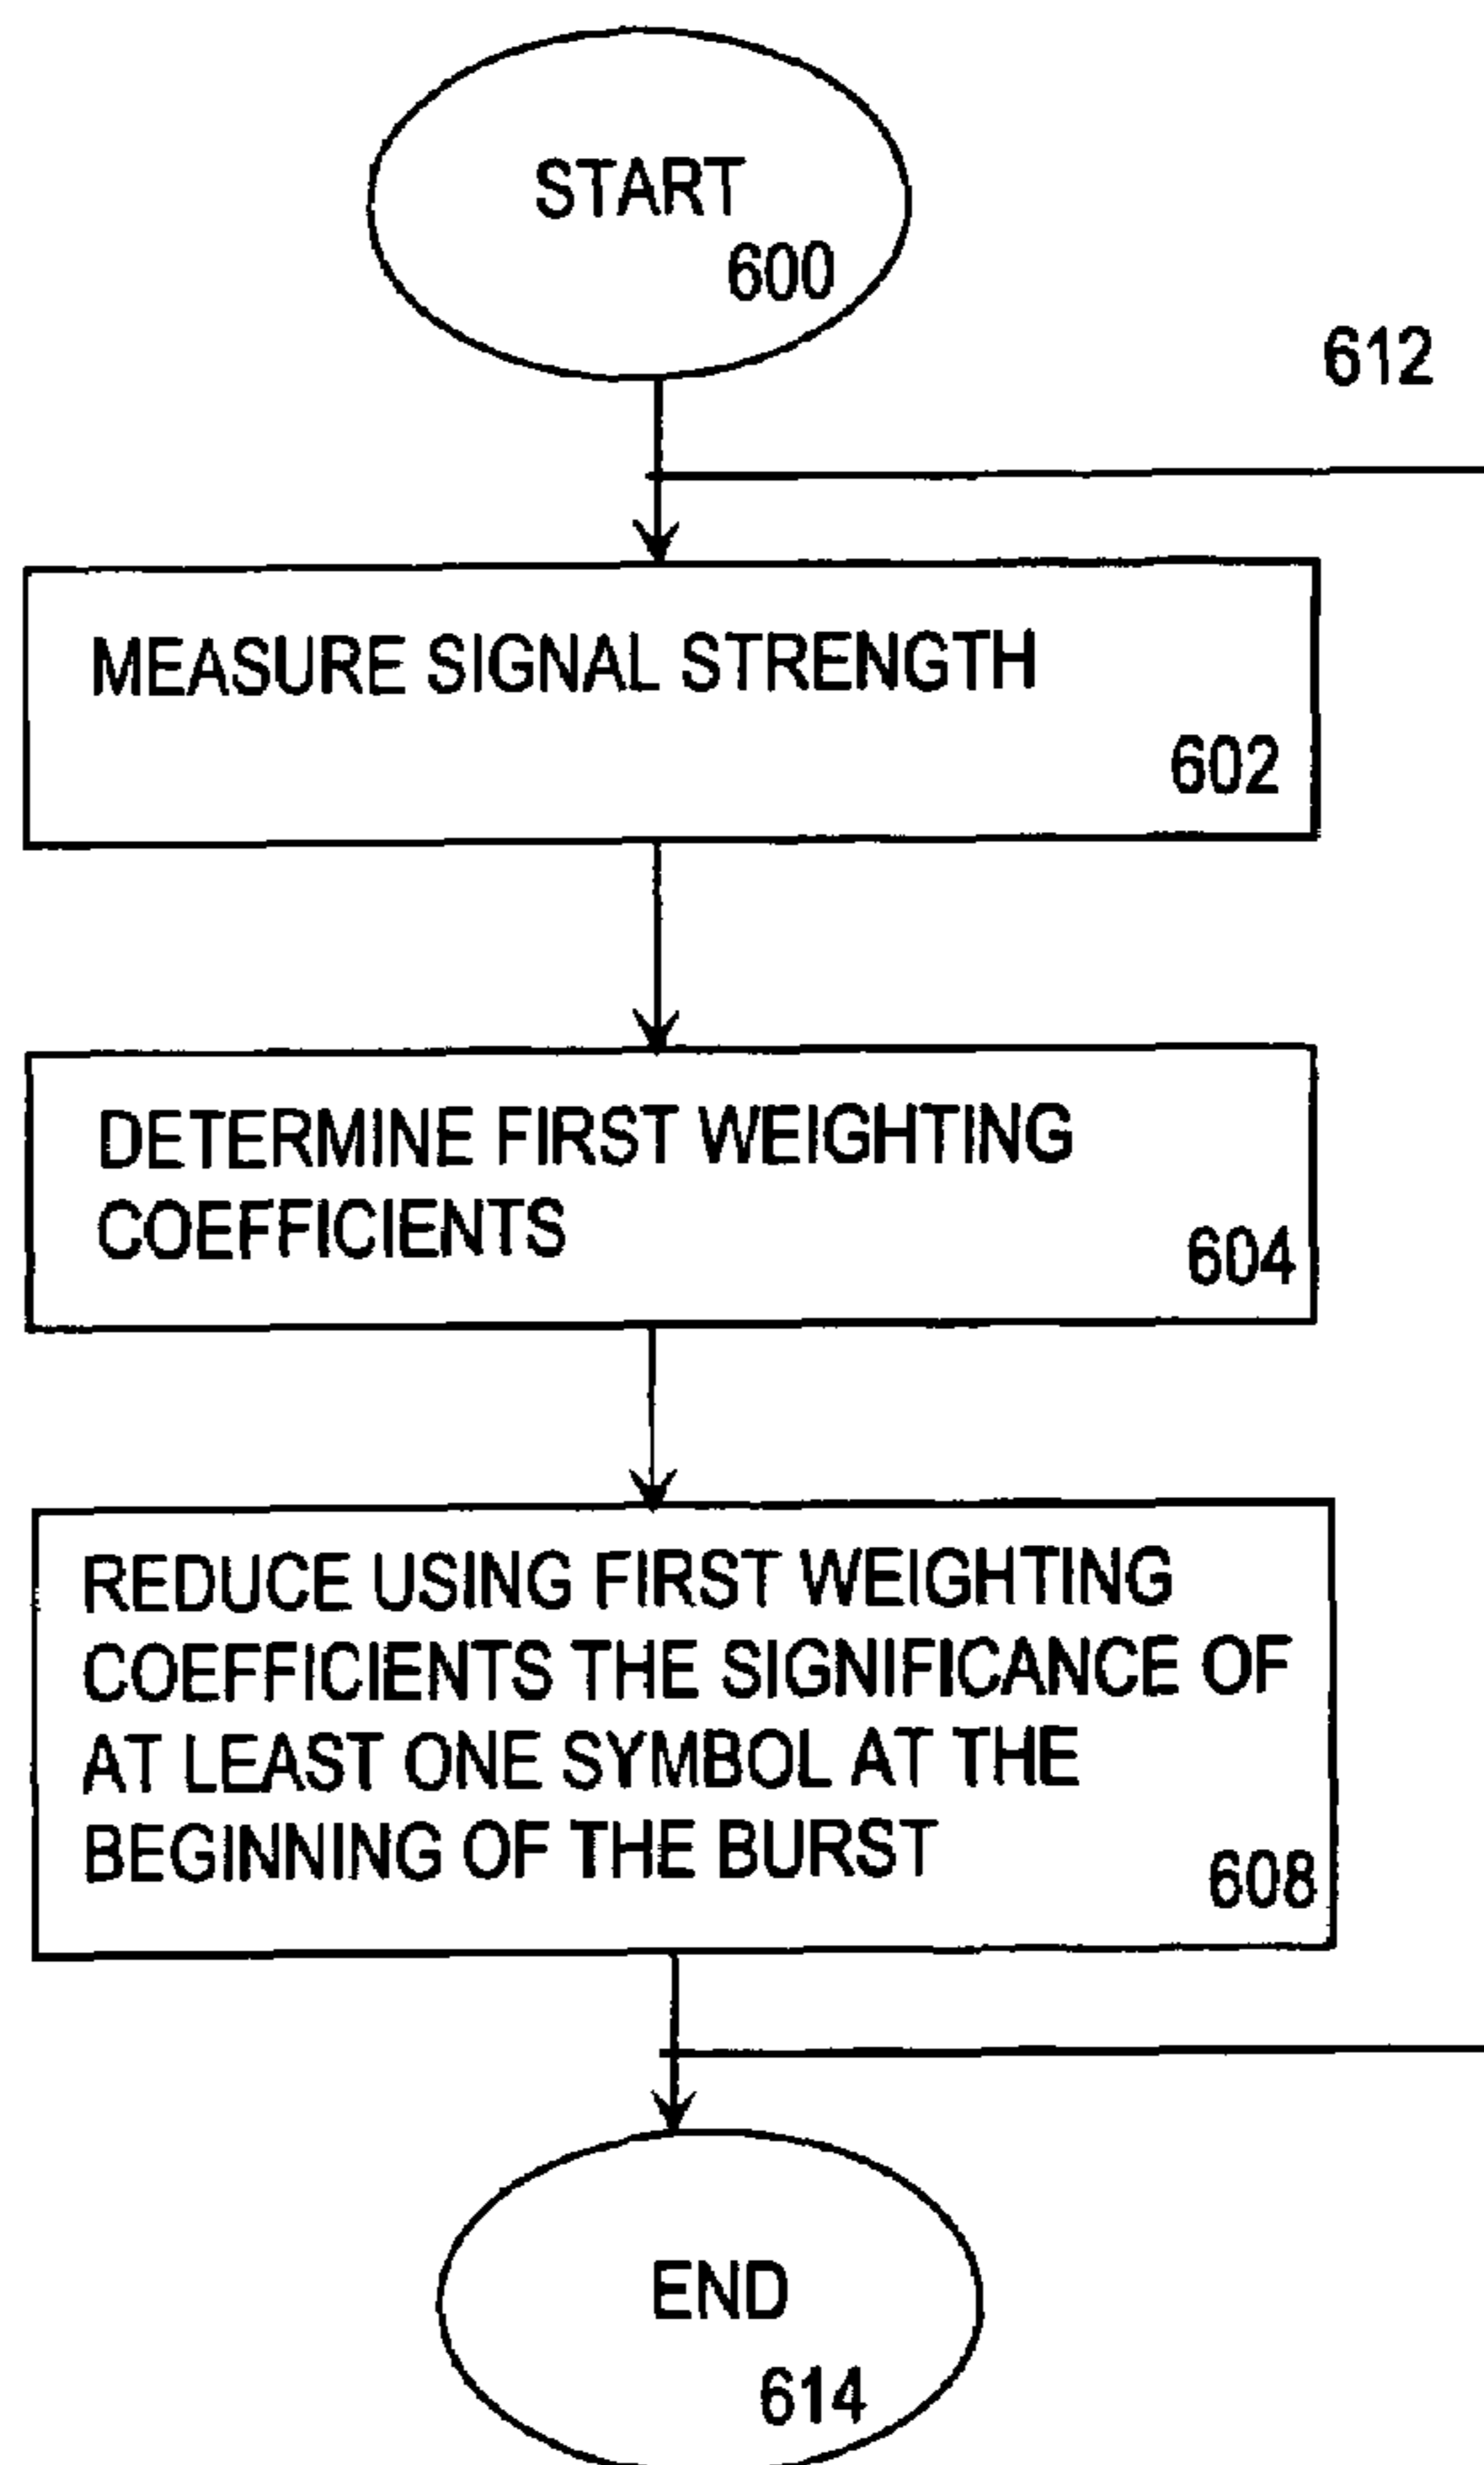 START
600
612
MEASURE SIGNAL STRENGTH
602
DETERMINE FIRST WEIGHTING
COEFFICIENTS
604
REDUCE USING FIRST WEIGHTING
COEFFICIENTS THE SIGNIFICANCE OF
AT LEAST ONE SYMBOL AT THE
BEGINNING OF THE BURST
608
END
614